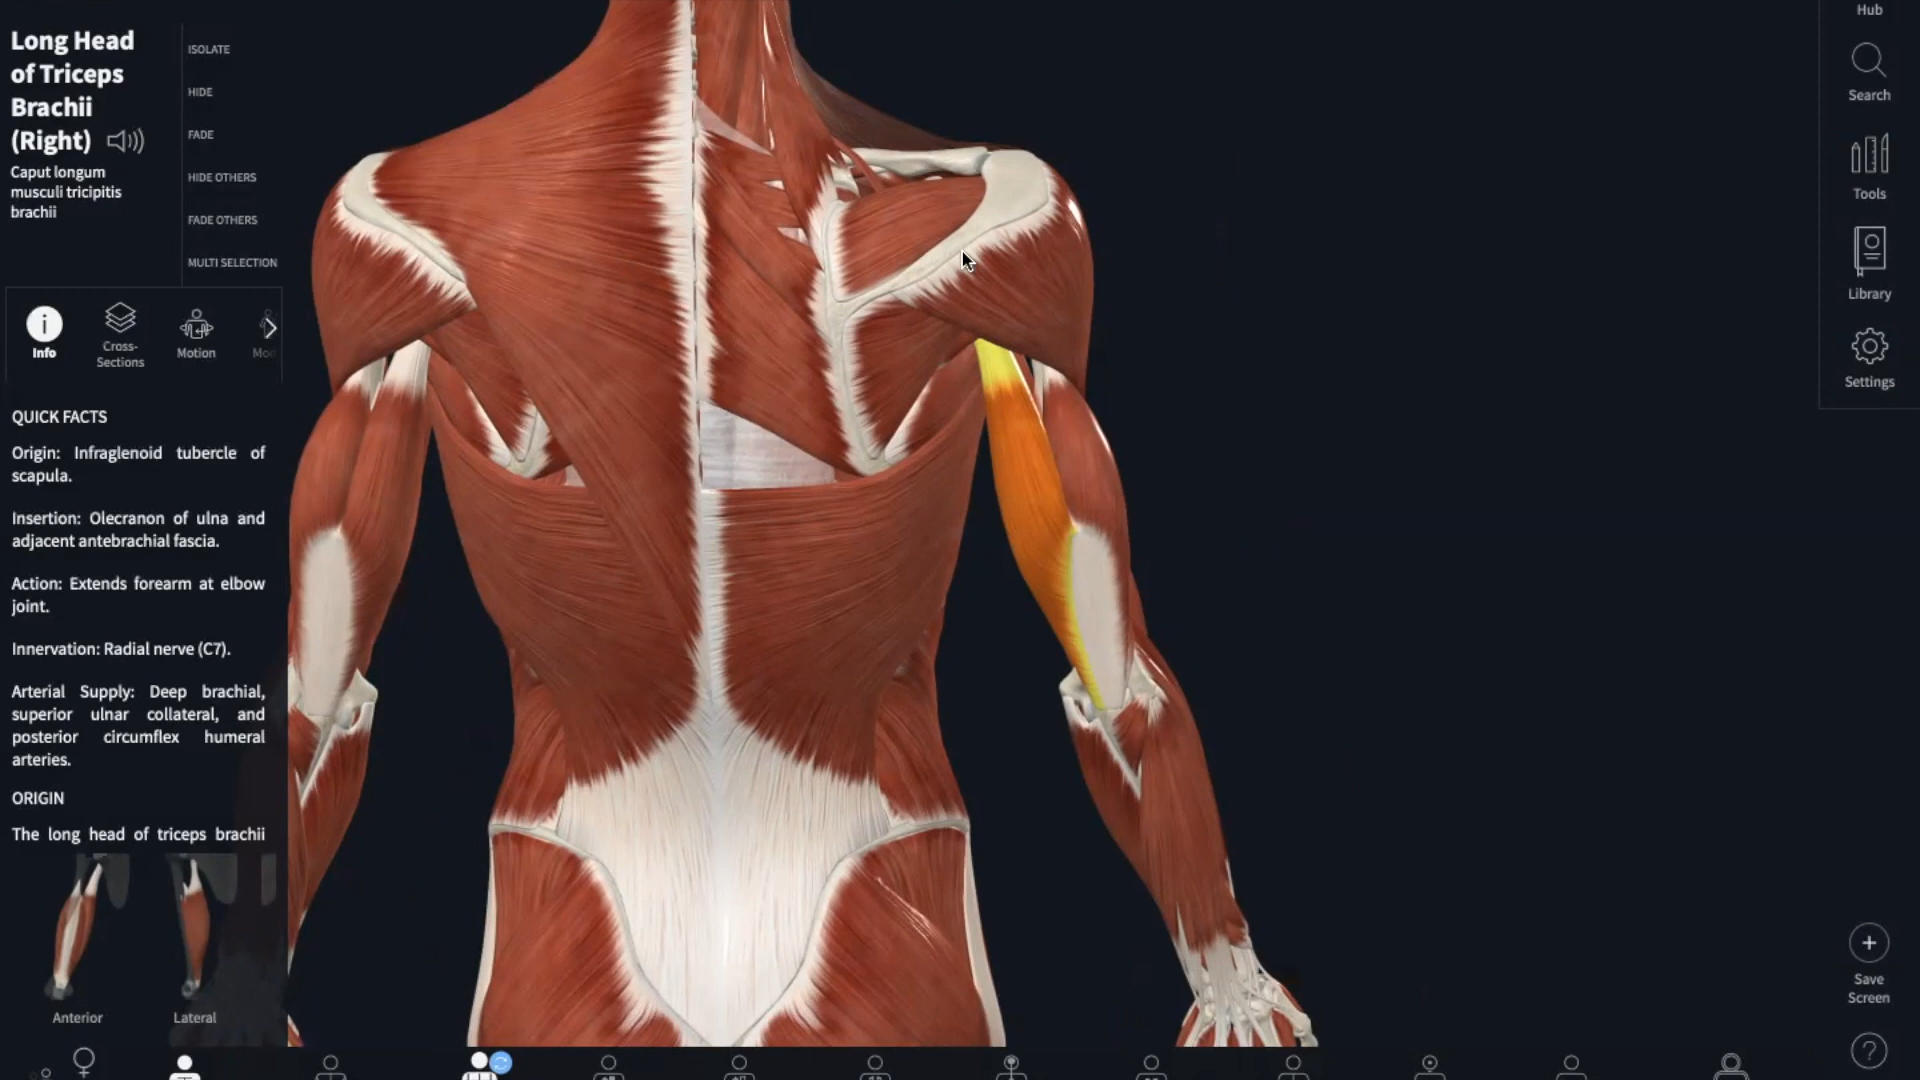 Long Head
of Triceps
Brachii
(Right)
Caput longum
musculi tricipitis
brachii
ISOLATE
HIDE
FADE
HIDE OTHERS
FADE OTHERS
MULTI SELECTION
Info
Cross-
Sections
Motion
QUICK FACTS
Origin: Infraglenoid tubercle of
scapula.
Insertion: Olecranon of ulna and
adjacent antebrachial fascia.
Action: Extends forearm at elbow
joint.
Innervation: Radial nerve (C7).
Arterial Supply: Deep brachial,
superior ulnar collateral, and
posterior circumflex humeral
arteries.
ORIGIN
The long head of triceps brachii
Anterior
Lateral
Hub
Search
Tools
Library
Settings
Save
Screen